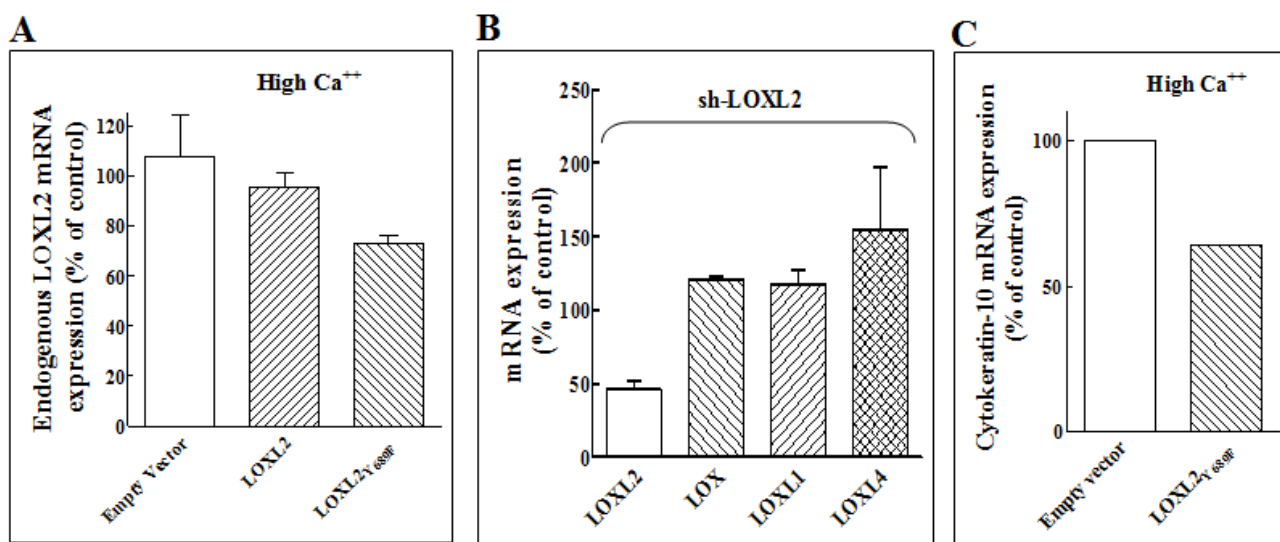 A
High Ca++
Endogenous LOXL2 mRNA
expression (% of control)
120
100
80
60
40
20
0
Empty Vector
LOXL2
LOXL2Y689F
B
sh-LOXL2
mRNA expression
(% of control)
250
200
150
100
50
0
LOXL2
LOX
LOXL1
LOXL4
C
High Ca++
Cytokeratin-10 mRNA expression
(% of control)
100
50
0
Empty vector
LOXL2Y689F